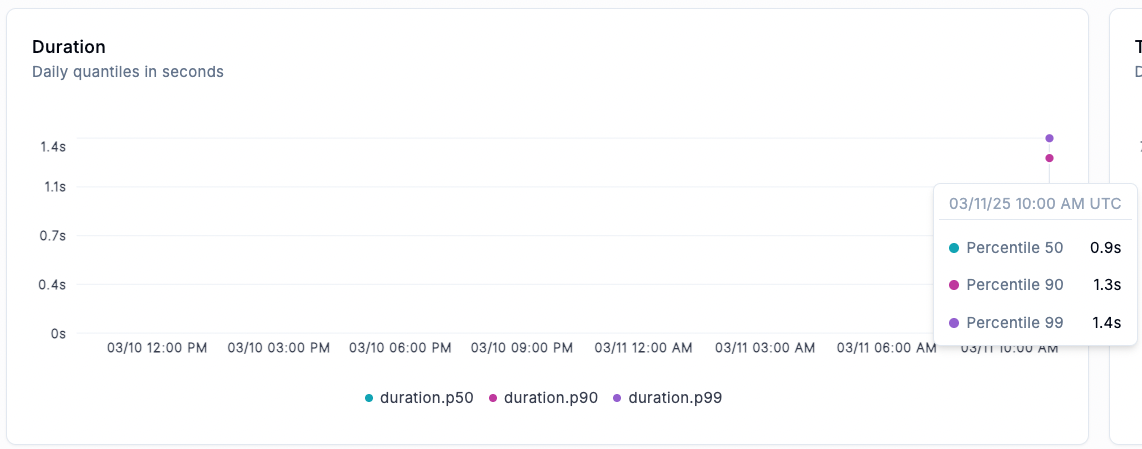 Duration
Daily quantiles in seconds
1.4s
1.1s
0.7s
0.4s
0s
03/11/25 10:00 AM UTC
Percentile 50 0.9s
Percentile 90 1.3s
Percentile 99 1.4s
03/10 12:00 PM 03/10 03:00 PM 03/10 06:00 PM 03/10 09:00 PM 03/11 12:00 AM 03/11 03:00 AM 03/11 06:00 AM 03/11 10:00 AM
duration.p50 duration.p90 duration.p99